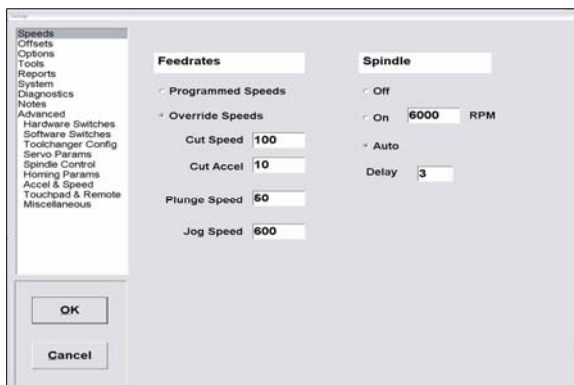 Speeds
Offsets
Options
Tools
Reports
System
Diagnostics
Notes
Advanced
Hardware Switches
Software Switches
Toolchanger Config
Servo Params
Spindle Control
Homing Params
Accel & Speed
Touchpad & Remote
Miscellaneous
OK
Cancel
Feedrates
Programmed Speeds
Override Speeds
Cut Speed 100
Cut Accel 10
Plunge Speed 50
Jog Speed 600
Spindle
Off
On 6000 RPM
Auto
Delay 3